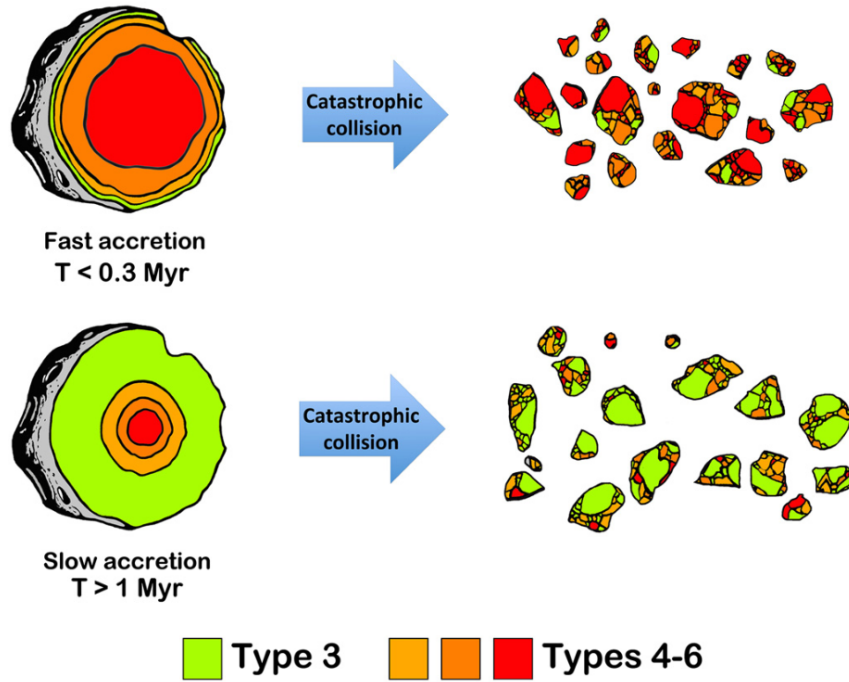 Catastrophic
collision
Fast accretion
T < 0.3 Myr
Catastrophic
collision
Slow accretion
T > 1 Myr
Type 3
Types 4-6